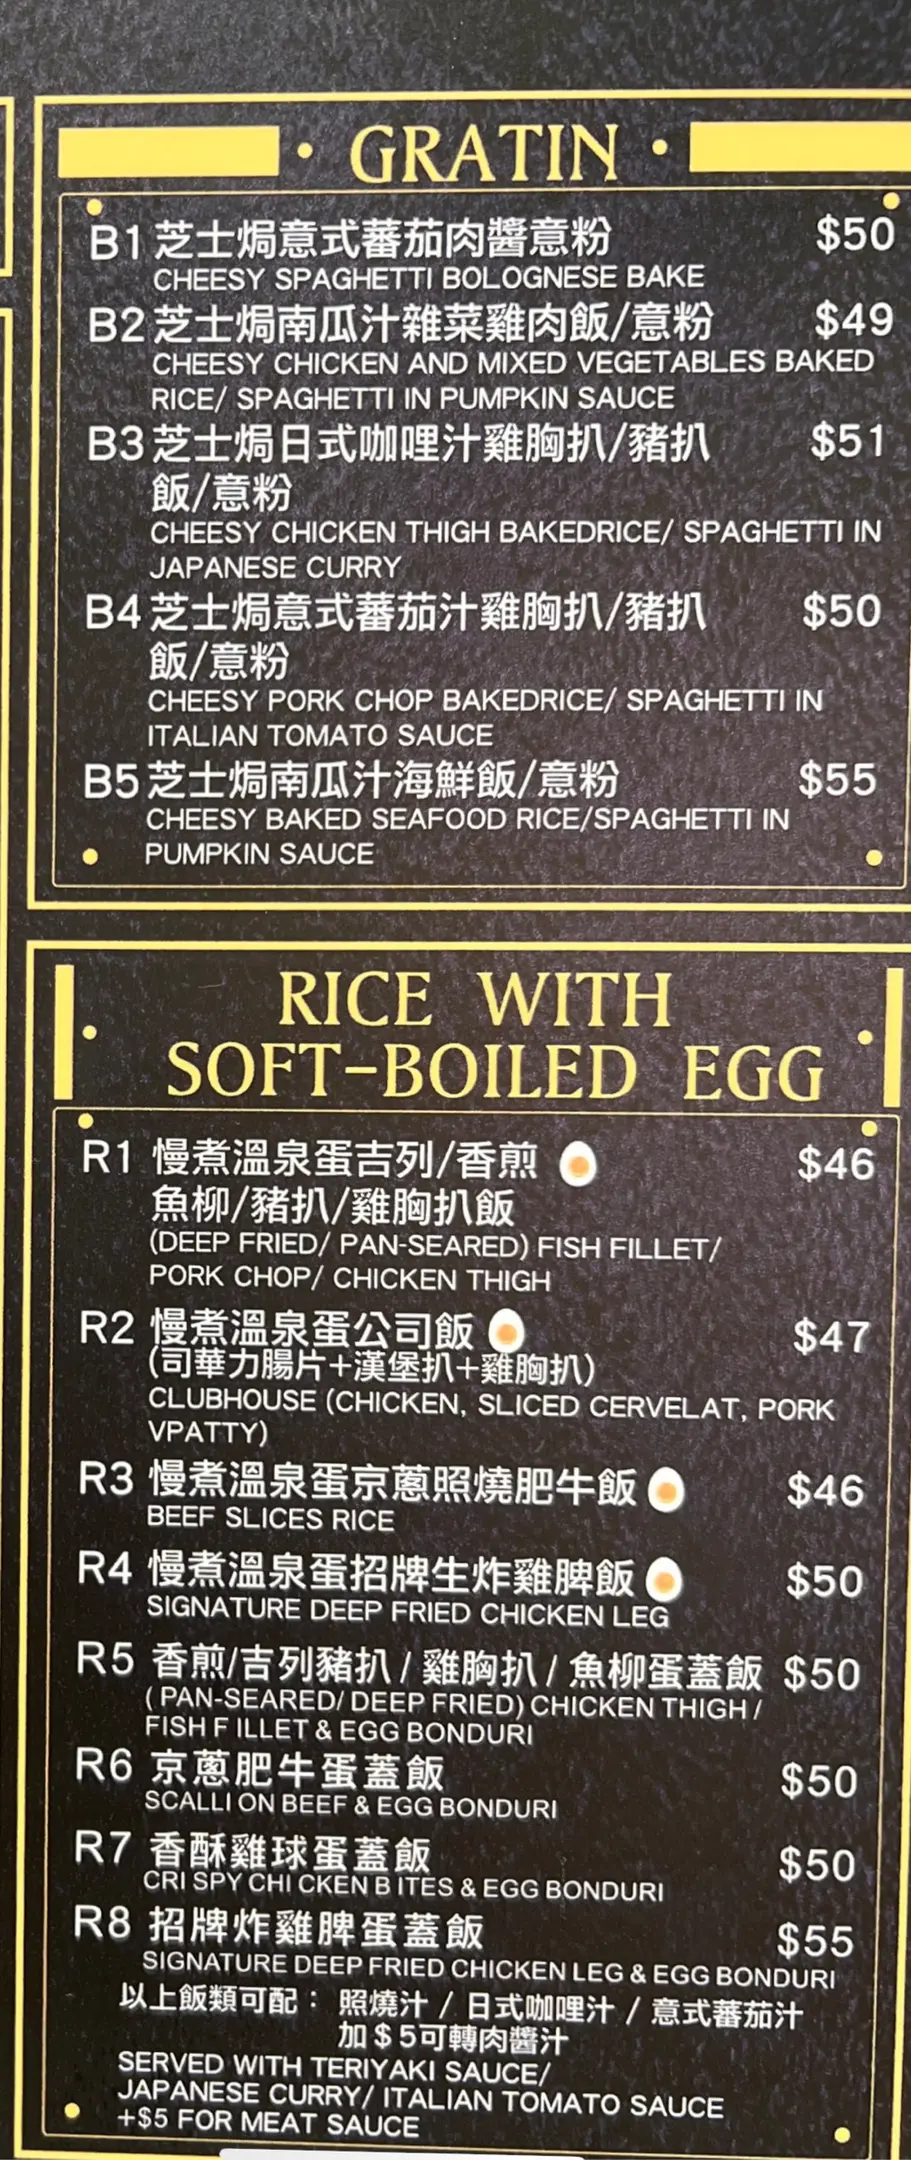 GRATIN
B1 芝士焗意式蕃茄肉醬意粉 $50
CHEESY SPAGHETTI BOLOGNESE BAKE
B2 芝士焗南瓜汁雜菜雞肉飯/意粉 $49
CHEESY CHICKEN AND MIXED VEGETABLES BAKED
RICE/ SPAGHETTI IN PUMPKIN SAUCE
B3 芝士焗日式咖哩汁雞胸扒/豬扒 $51
飯/意粉
CHEESY CHICKEN THIGH BAKEDRICE/ SPAGHETTI IN
JAPANESE CURRY
B4 芝士焗意式蕃茄汁雞胸扒/豬扒 $50
飯/意粉
CHEESY PORK CHOP BAKEDRICE/ SPAGHETTI IN
ITALIAN TOMATO SAUCE
B5 芝士焗南瓜汁海鮮飯/意粉 $55
CHEESY BAKED SEAFOOD RICE/SPAGHETTI IN
PUMPKIN SAUCE
RICE WITH
SOFT-BOILED EGG
R1 慢煮溫泉蛋吉列/香煎 $46
魚柳/豬扒/雞胸扒飯
(DEEP FRIED/ PAN-SEARED) FISH FILLET/
PORK CHOP/ CHICKEN THIGH
R2 慢煮溫泉蛋公司飯 $47
(司華力腸片+漢堡扒+雞胸扒)
CLUBHOUSE (CHICKEN, SLICED CERVELAT, PORK
VPATTY)
R3 慢煮溫泉蛋京蔥照燒肥牛飯 $46
BEEF SLICES RICE
R4 慢煮溫泉蛋招牌生炸雞脾飯 $50
SIGNATURE DEEP FRIED CHICKEN LEG
R5 香煎/吉列豬扒 / 雞胸扒 / 魚柳蛋蓋飯 $50
( PAN-SEARED/ DEEP FRIED) CHICKEN THIGH /
FISH F ILLET & EGG BONDURI
R6 京蔥肥牛蛋蓋飯 $50
SCALLI ON BEEF & EGG BONDURI
R7 香酥雞球蛋蓋飯 $50
CRI SPY CHI CKEN B ITES & EGG BONDURI
R8 招牌炸雞脾蛋蓋飯 $55
SIGNATURE DEEP FRIED CHICKEN LEG & EGG BONDURI
以上飯類可配： 照燒汁 / 日式咖哩汁 / 意式蕃茄汁
加＄5可轉肉醬汁
SERVED WITH TERIYAKI SAUCE/
JAPANESE CURRY/ ITALIAN TOMATO SAUCE
+$5 FOR MEAT SAUCE